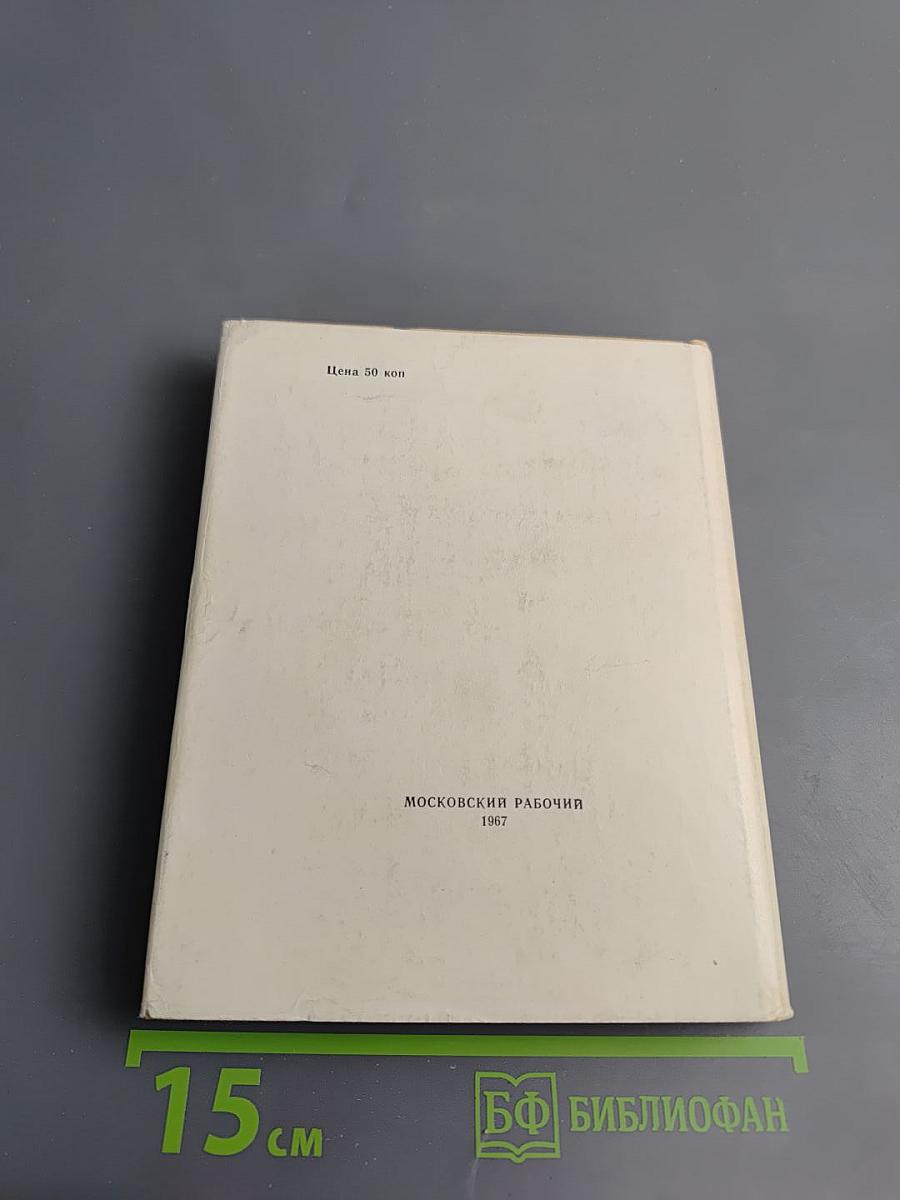 Цена 50 коп
МОСКОВСКИЙ РАБОЧИЙ
1967
15 см
БФ БИБЛИОФАН